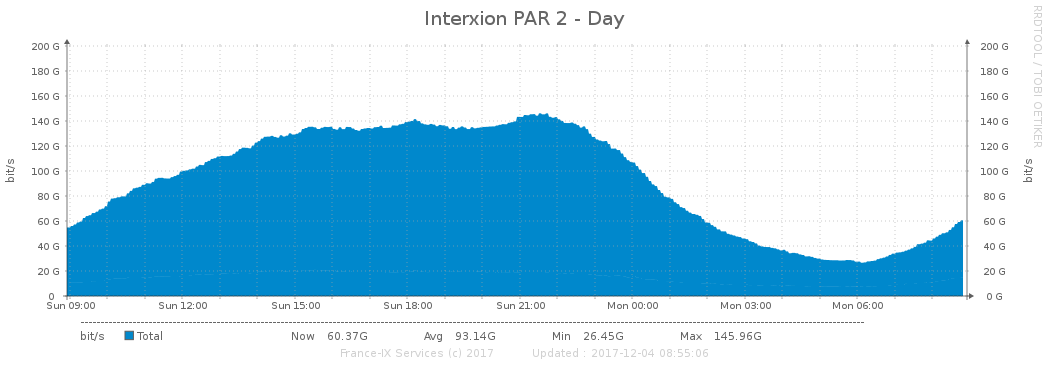 Interxion PAR 2 - Day
RRDTOOL / TOBI OETIKER
200 G 200 G
180 G 180 G
160 G 160 G
140 G 140 G
120 G 120 G
100 G 100 G
80 G 80 G
60 G 60 G
40 G 40 G
20 G 20 G
0 0 G
bit/s bit/s
Sun 09:00 Sun 12:00 Sun 15:00 Sun 18:00 Sun 21:00 Mon 00:00 Mon 03:00 Mon 06:00
bit/s Total Now 60.37G Avg 93.14G Min 26.45G Max 145.96G
France-IX Services (c) 2017 Updated : 2017-12-04 08:55:06